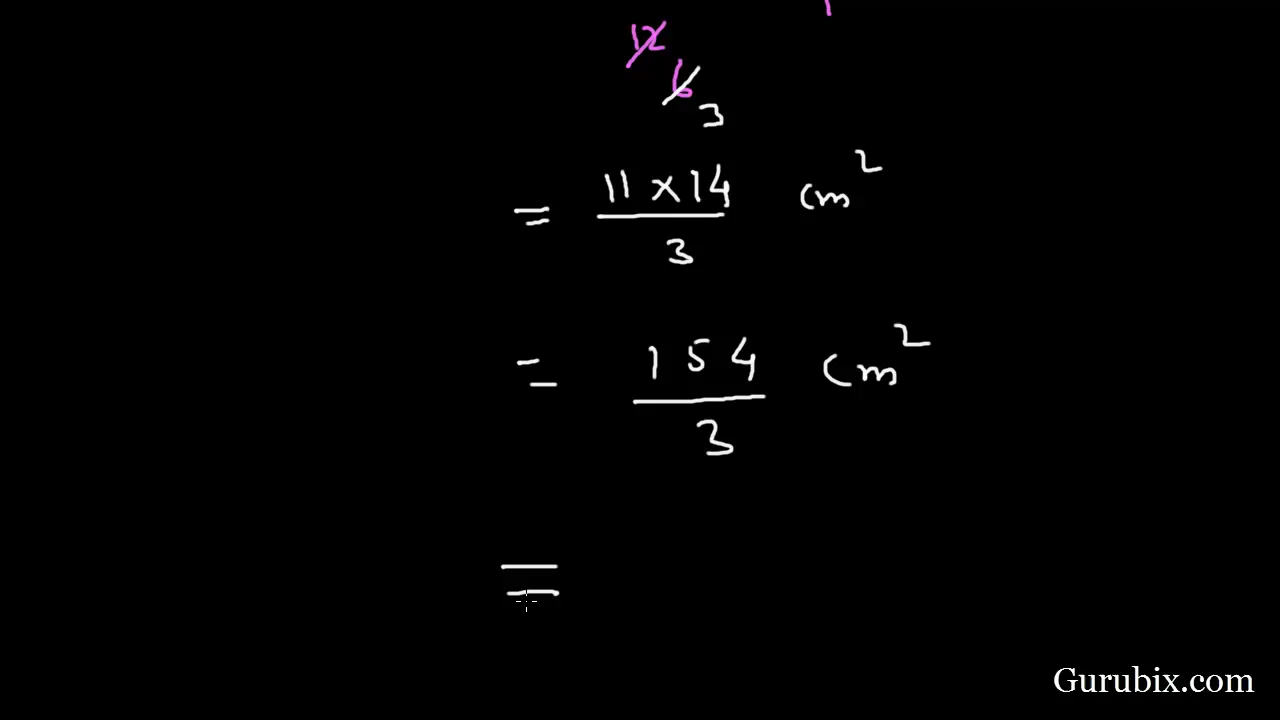 12
6
3
= 11 × 14 / 3 cm²
= 154 / 3 cm²
=
Gurubix.com